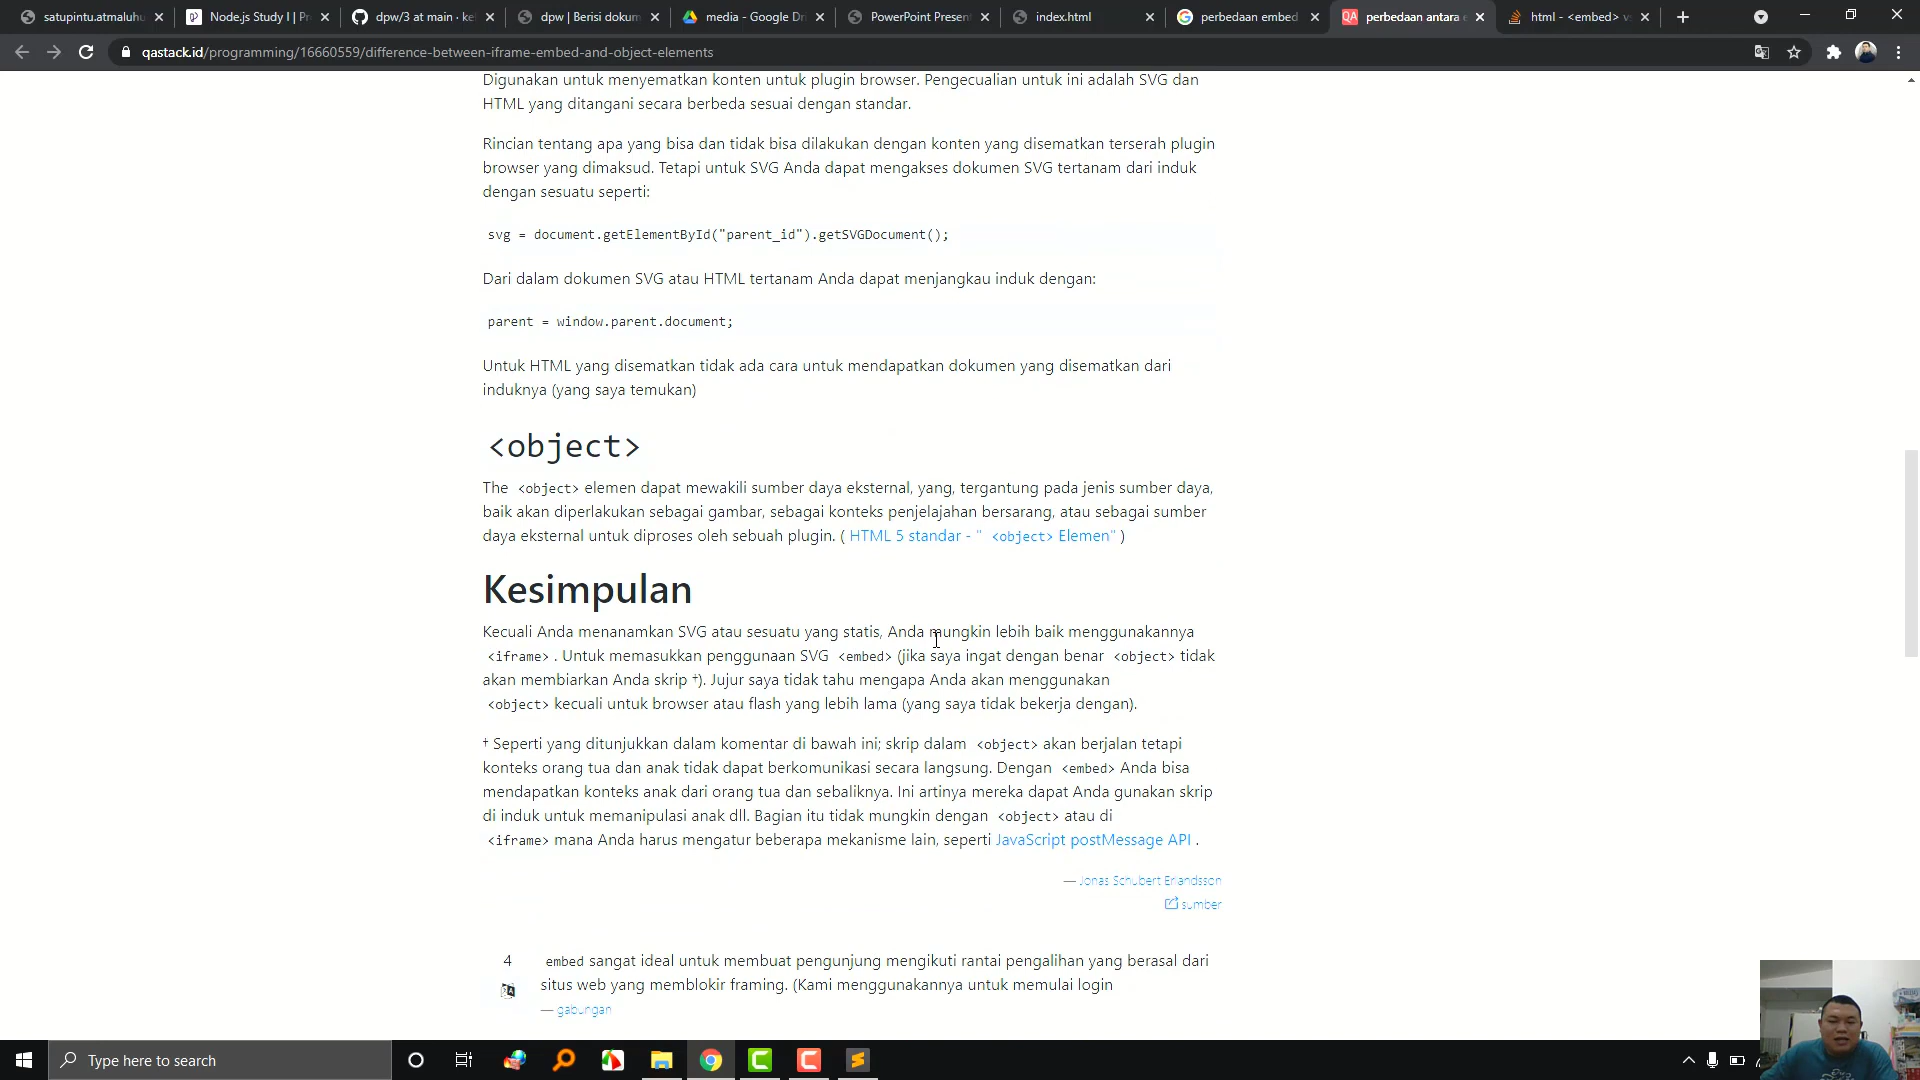 satupintu.atmaluhu
Node.js Study I | Pr
dpw/3 at main · ke
dpw | Berisi dokum
media - Google Dri
PowerPoint Present
index.html
perbedaan embed
QA perbedaan antara e
html - <embed> vs
qastack.id/programming/16660559/difference-between-iframe-embed-and-object-elements
Digunakan untuk menyematkan konten untuk plugin browser. Pengecualian untuk ini adalah SVG dan
HTML yang ditangani secara berbeda sesuai dengan standar.
Rincian tentang apa yang bisa dan tidak bisa dilakukan dengan konten yang disematkan terserah plugin
browser yang dimaksud. Tetapi untuk SVG Anda dapat mengakses dokumen SVG tertanam dari induk
dengan sesuatu seperti:
svg = document.getElementById("parent_id").getSVGDocument();
Dari dalam dokumen SVG atau HTML tertanam Anda dapat menjangkau induk dengan:
parent = window.parent.document;
Untuk HTML yang disematkan tidak ada cara untuk mendapatkan dokumen yang disematkan dari
induknya (yang saya temukan)
<object>
The <object> elemen dapat mewakili sumber daya eksternal, yang, tergantung pada jenis sumber daya,
baik akan diperlakukan sebagai gambar, sebagai konteks penjelajahan bersarang, atau sebagai sumber
daya eksternal untuk diproses oleh sebuah plugin. ( HTML 5 standar - " <object> Elemen" )
Kesimpulan
Kecuali Anda menanamkan SVG atau sesuatu yang statis, Anda mungkin lebih baik menggunakannya
<iframe> . Untuk memasukkan penggunaan SVG <embed> (jika saya ingat dengan benar <object> tidak
akan membiarkan Anda skrip †). Jujur saya tidak tahu mengapa Anda akan menggunakan
<object> kecuali untuk browser atau flash yang lebih lama (yang saya tidak bekerja dengan).
† Seperti yang ditunjukkan dalam komentar di bawah ini; skrip dalam <object> akan berjalan tetapi
konteks orang tua dan anak tidak dapat berkomunikasi secara langsung. Dengan <embed> Anda bisa
mendapatkan konteks anak dari orang tua dan sebaliknya. Ini artinya mereka dapat Anda gunakan skrip
di induk untuk memanipulasi anak dll. Bagian itu tidak mungkin dengan <object> atau di
<iframe> mana Anda harus mengatur beberapa mekanisme lain, seperti JavaScript postMessage API .
— Jonas Schubert Erlandsson
sumber
4
embed sangat ideal untuk membuat pengunjung mengikuti rantai pengalihan yang berasal dari
situs web yang memblokir framing. (Kami menggunakannya untuk memulai login
— gabungan
Type here to search